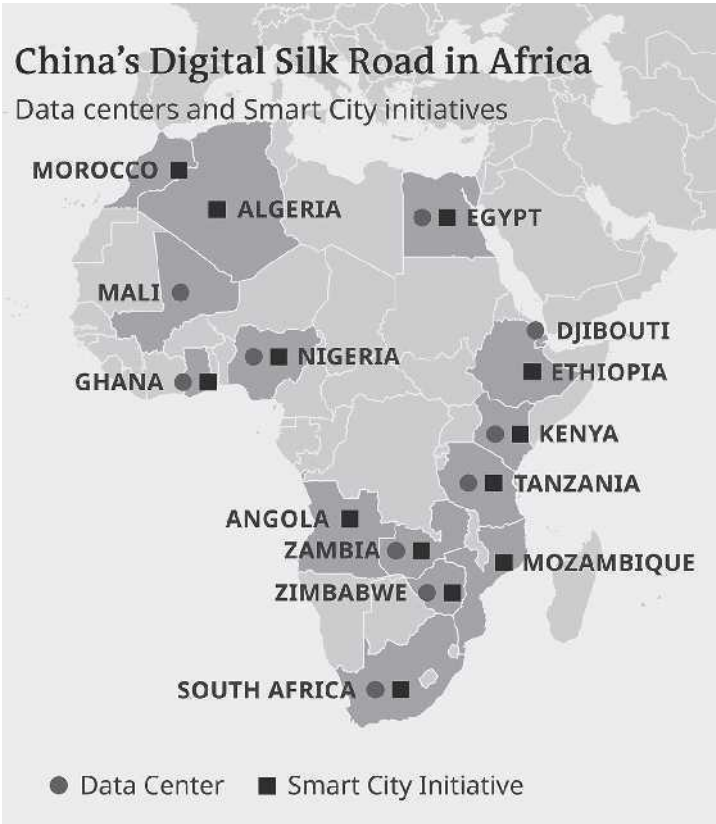 China's Digital Silk Road in Africa
Data centers and Smart City initiatives
MOROCCO
ALGERIA
EGYPT
MALI
DJIBOUTI
NIGERIA
ETHIOPIA
GHANA
KENYA
TANZANIA
ANGOLA
ZAMBIA
MOZAMBIQUE
ZIMBABWE
SOUTH AFRICA
Data Center
Smart City Initiative